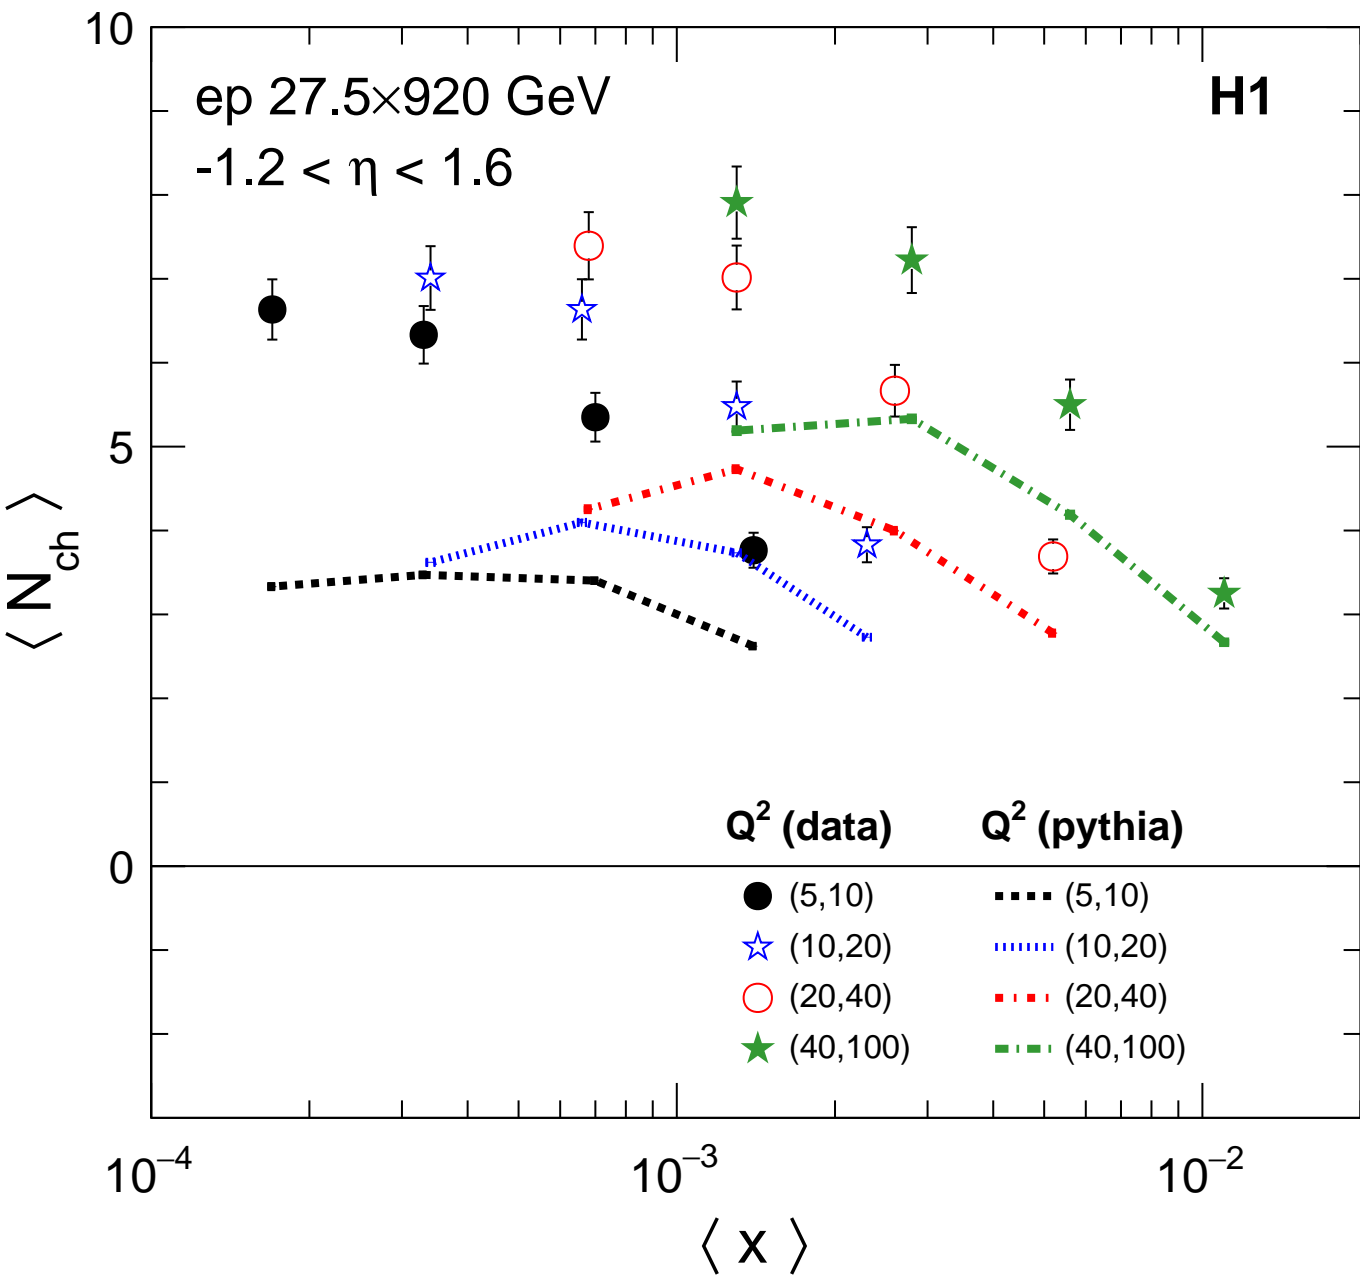 10
ep 27.5×920 GeV
H1
-1.2 < η < 1.6
5
⟨ N_ch ⟩
Q² (data) Q² (pythia)
0
(5,10) (5,10)
(10,20) (10,20)
(20,40) (20,40)
(40,100) (40,100)
10⁻⁴ 10⁻³ 10⁻²
⟨ x ⟩